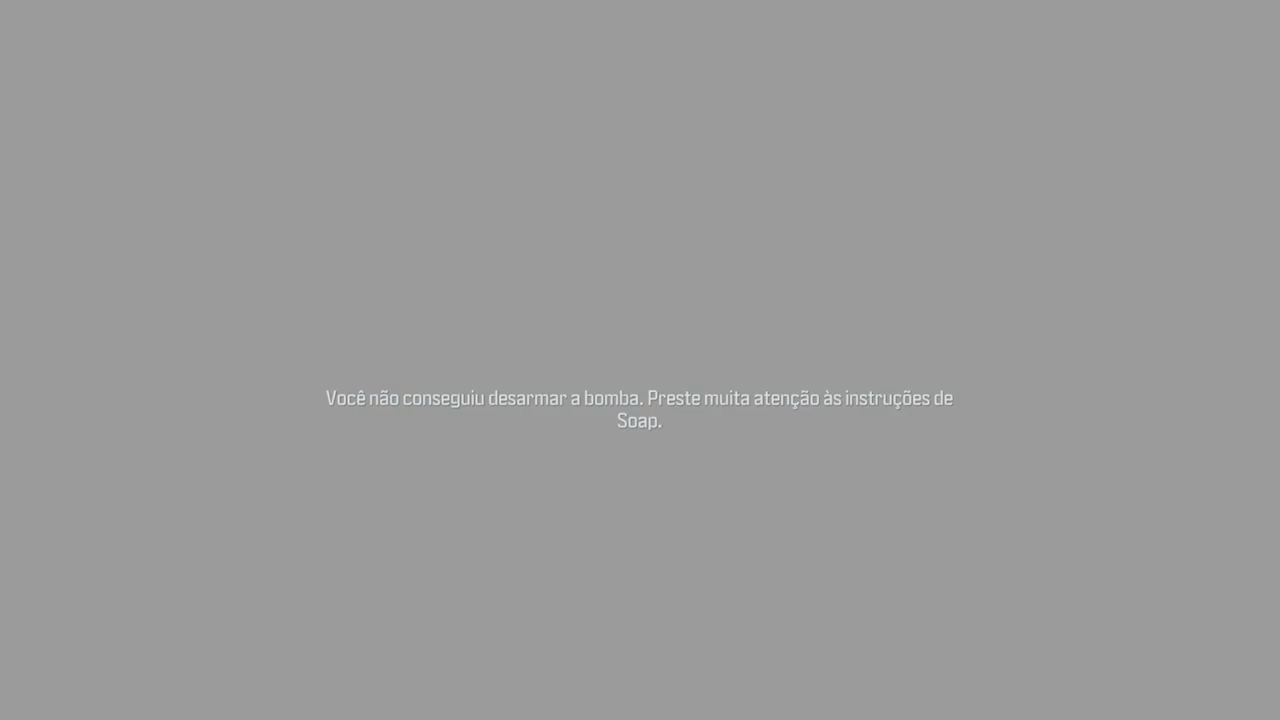 Você não conseguiu desarmar a bomba. Preste muita atenção às instruções de
Soap.